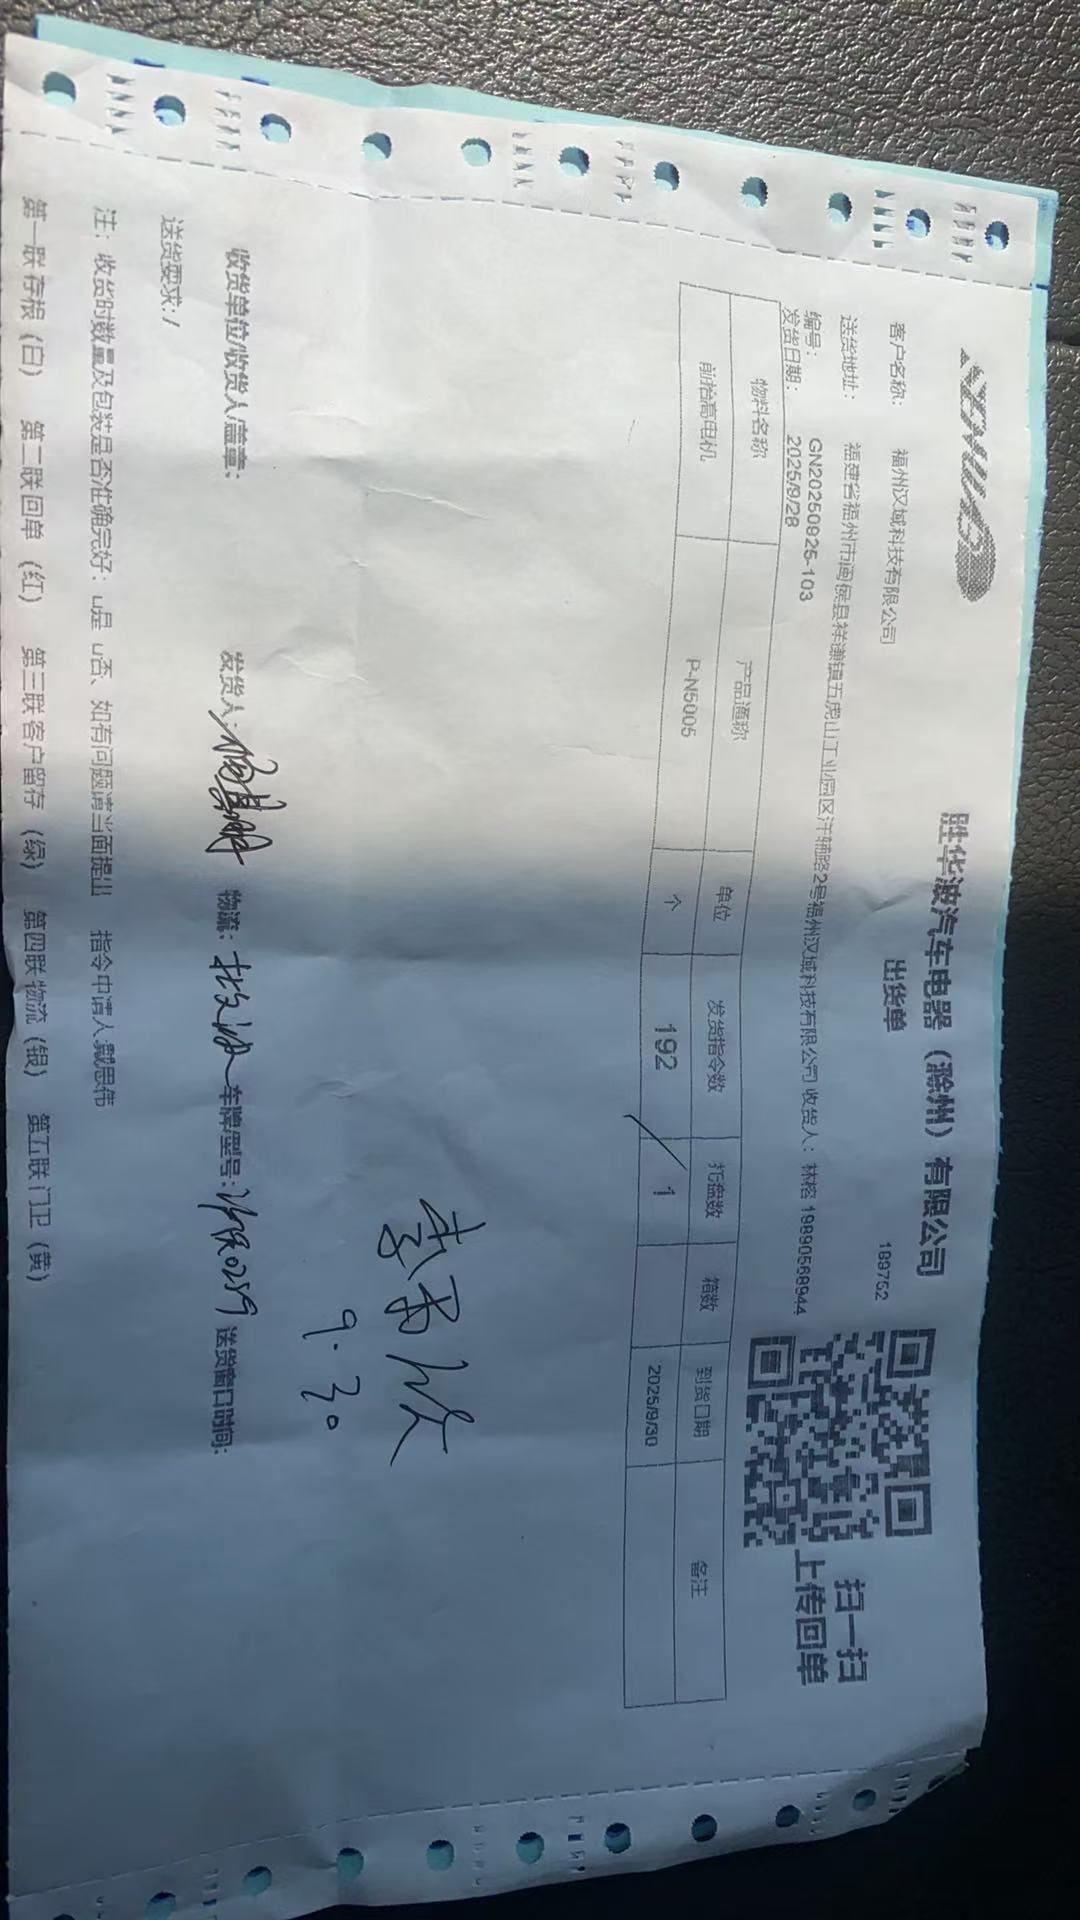 胜华波汽车电器（滁州）有限公司
出货单
189752
扫一扫
上传回单
客户名称： 福州汉域科技有限公司
送货地址： 福建省福州市闽侯县祥谦镇五虎山工业园区洋辅路2号福州汉域科技有限公司 收货人：林榕 19890568944
编号： GN20250925-103
发货日期： 2025/9/28
物料名称 产品通称 单位 发货指令数 托盘数 箱数 到货日期 备注
前抬高电机 P-N5005 个 192 1 2025/9/30
9.30
收货单位/收货人/盖章： 发货人： 物流： 车牌型号： 送货窗口时间：
送货要求：/
注：收货时数量及包装是否准确完好：u是 u否、如有问题请当面提出 指令申请人:戴思伟
第一联存根（白） 第二联回单（红） 第三联客户留存（绿） 第四联物流（银） 第五联门卫（黄）